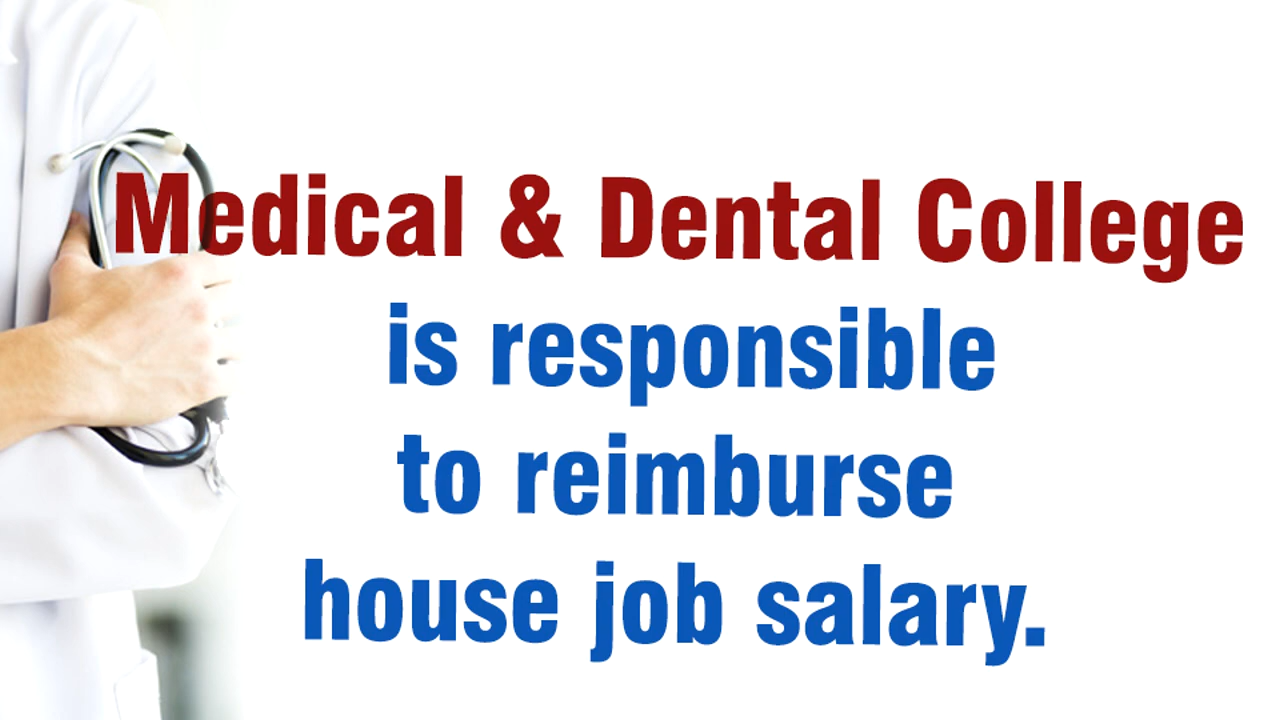 Medical & Dental College
is responsible
to reimburse
house job salary.